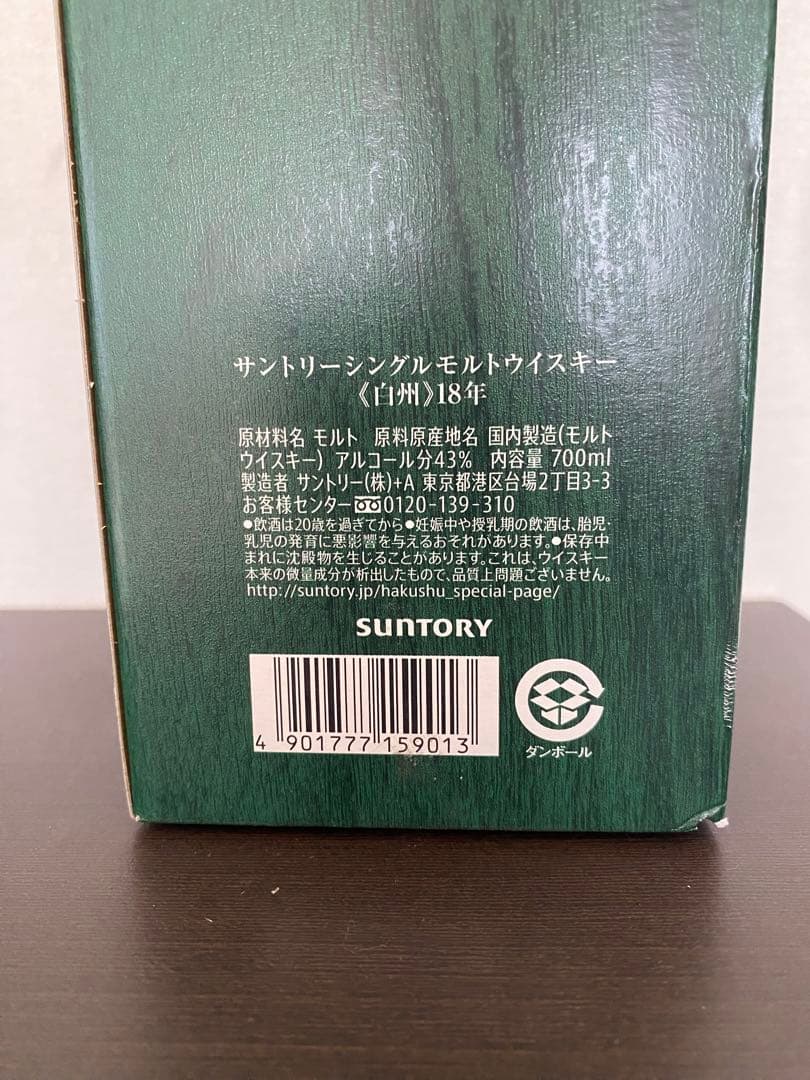 サントリーシングルモルトウイスキー
《白州》18年
原材料名 モルト 原料原産地名 国内製造(モルト
ウイスキー) アルコール分43% 内容量 700ml
製造者 サントリー(株)+A 東京都港区台場2丁目3-3
お客様センター 0120-139-310
●飲酒は20歳を過ぎてから●妊娠中や授乳期の飲酒は、胎児・
乳児の発育に悪影響を与えるおそれがあります。●保存中
まれに沈殿物を生じることがあります。これは、ウイスキー
本来の微量成分が析出したもので、品質上問題ございません。
http://suntory.jp/hakushu_special-page/
SUNTORY
4 901777 159013
ダンボール